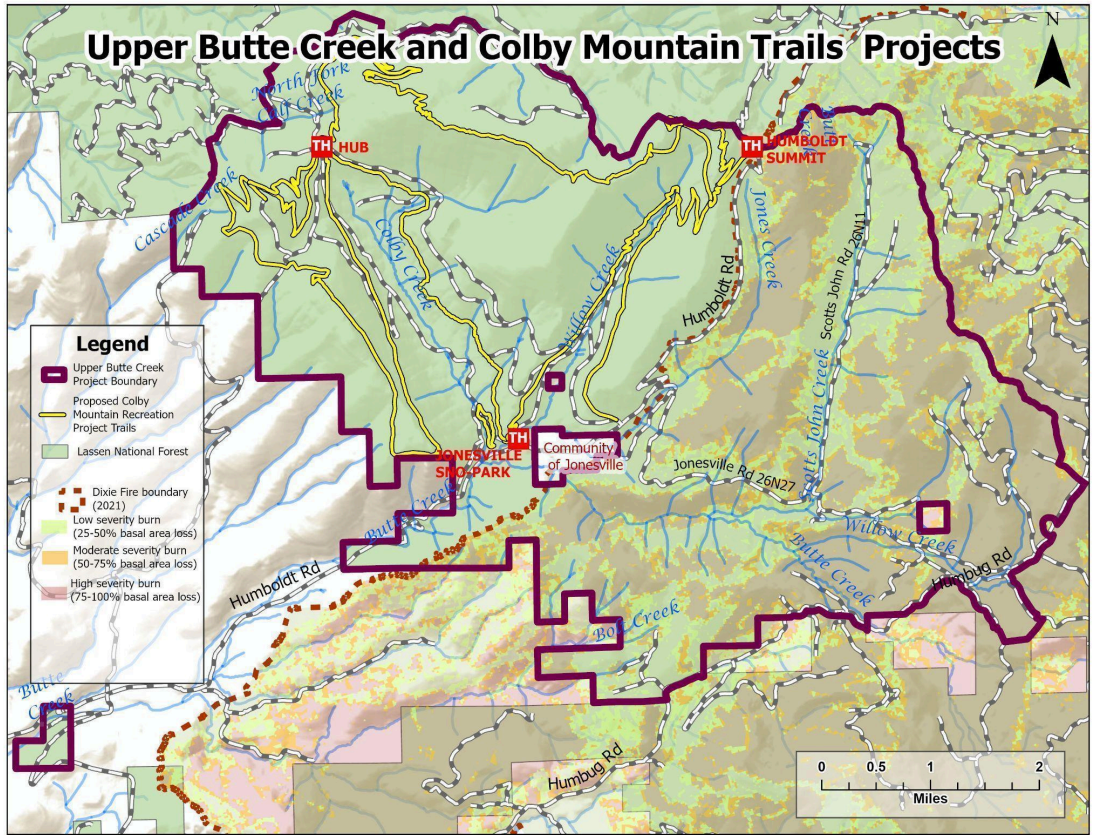 Upper Butte Creek and Colby Mountain Trails Projects
N
North Fork
Calf Creek
TH HUB
TH HUMBOLDT
SUMMIT
Butt
Creek
Cascade Creek
Colby Creek
Jones Creek
Willow Creek
Humboldt Rd
Scotts John Rd 26N11
Scotts John Creek
Legend
Upper Butte Creek
Project Boundary
Proposed Colby
Mountain Recreation
Project Trails
Lassen National Forest
Dixie Fire boundary
(2021)
Low severity burn
(25-50% basal area loss)
Moderate severity burn
(50-75% basal area loss)
High severity burn
(75-100% basal area loss)
TH
JONESVILLE
SNO-PARK
Community
of Jonesville
Jonesville Rd 26N27
Butte Creek
Willow Creek
Butte Creek
Humbug Rd
Humboldt Rd
Bolt Creek
Butte
Creek
Humbug Rd
0 0.5 1 2
Miles